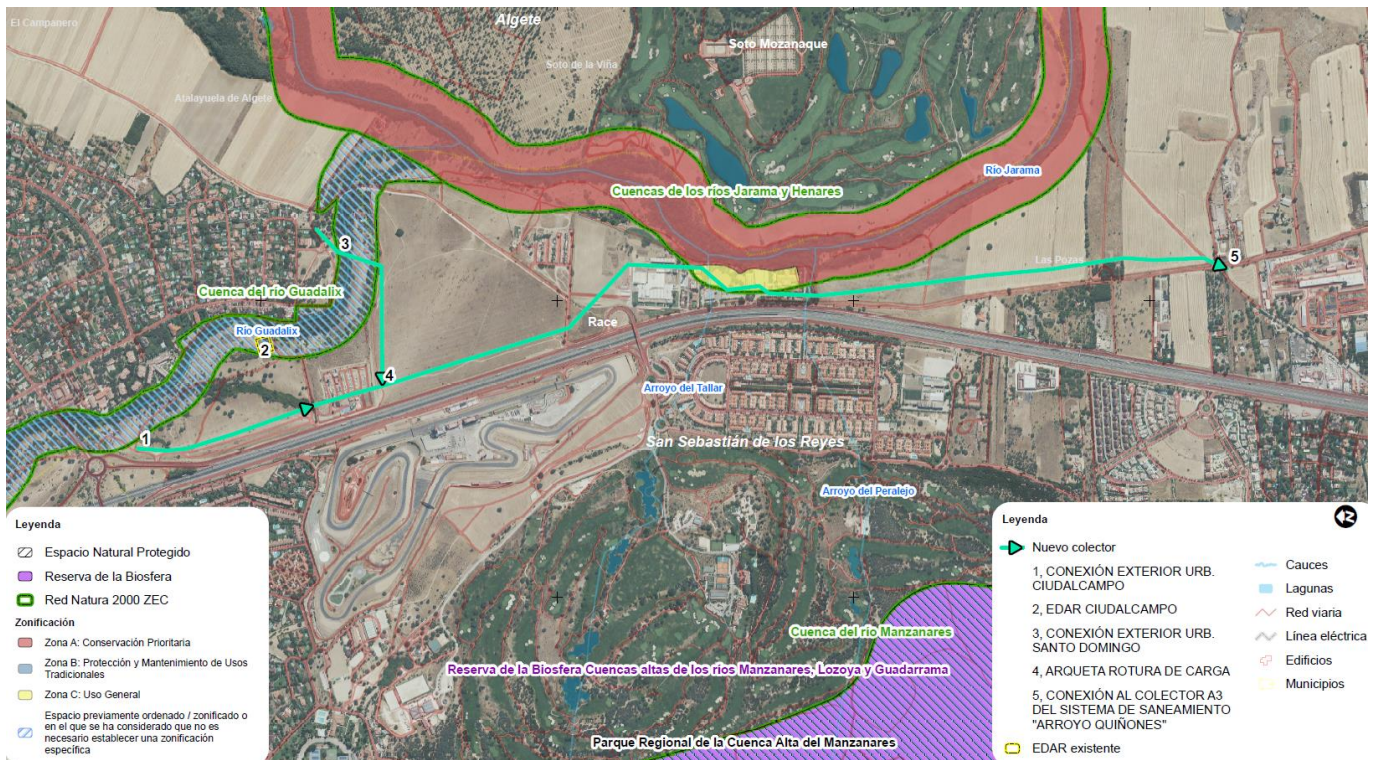 El Campanero
Algete
Soto Mozanaque
Soto de la Viña
Atalayuela de Algete
Río Jarama
Cuencas de los ríos Jarama y Henares
3
5
Las Pozas
Cuenca del río Guadalix
Race
Río Guadalix
2
4
Arroyo del Tallar
1
San Sebastián de los Reyes
Arroyo del Peralejo
Cuenca del río Manzanares
Reserva de la Biosfera Cuencas altas de los ríos Manzanares, Lozoya y Guadarrama
Parque Regional de la Cuenca Alta del Manzanares
Leyenda
Espacio Natural Protegido
Reserva de la Biosfera
Red Natura 2000 ZEC
Zonificación
Zona A: Conservación Prioritaria
Zona B: Protección y Mantenimiento de Usos
Tradicionales
Zona C: Uso General
Espacio previamente ordenado / zonificado o
en el que se ha considerado que no es
necesario establecer una zonificación
específica
Leyenda
N
Nuevo colector
1, CONEXIÓN EXTERIOR URB.
CIUDALCAMPO
2, EDAR CIUDALCAMPO
3, CONEXIÓN EXTERIOR URB.
SANTO DOMINGO
4, ARQUETA ROTURA DE CARGA
5, CONEXIÓN AL COLECTOR A3
DEL SISTEMA DE SANEAMIENTO
"ARROYO QUIÑONES"
EDAR existente
Cauces
Lagunas
Red viaria
Línea eléctrica
Edificios
Municipios